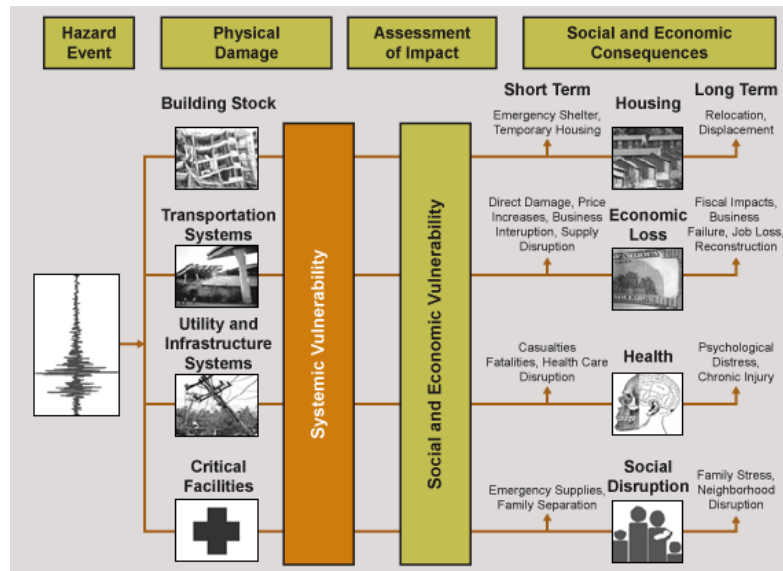 Hazard
Event
Physical
Damage
Assessment
of Impact
Social and Economic
Consequences
Short Term
Long Term
Building Stock
Emergency Shelter,
Temporary Housing
Housing
Relocation,
Displacement
Transportation
Systems
Direct Damage, Price
Increases, Business
Interuption, Supply
Disruption
Economic
Loss
Fiscal Impacts,
Business
Failure, Job Loss,
Reconstruction
Utility and
Infrastructure
Systems
Casualties
Fatalities, Health Care
Disruption
Health
Psychological
Distress,
Chronic Injury
Critical
Facilities
Emergency Supplies,
Family Separation
Social
Disruption
Family Stress,
Neighborhood
Disruption
Systemic Vulnerability
Social and Economic Vulnerability